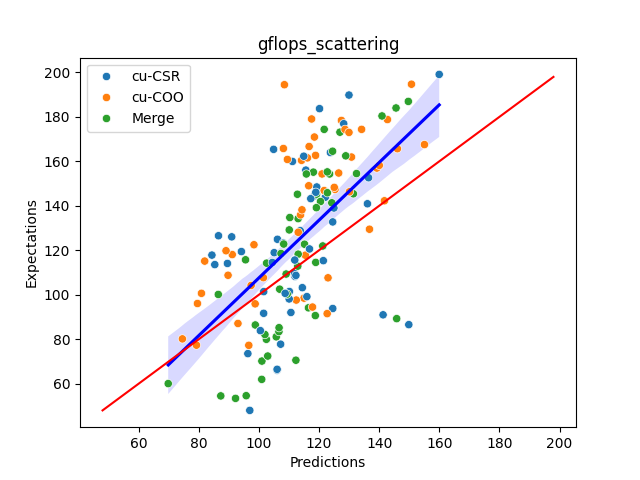 gflops_scattering
cu-CSR
cu-COO
Merge
Expectations
200
180
160
140
120
100
80
60
60 80 100 120 140 160 180 200
Predictions